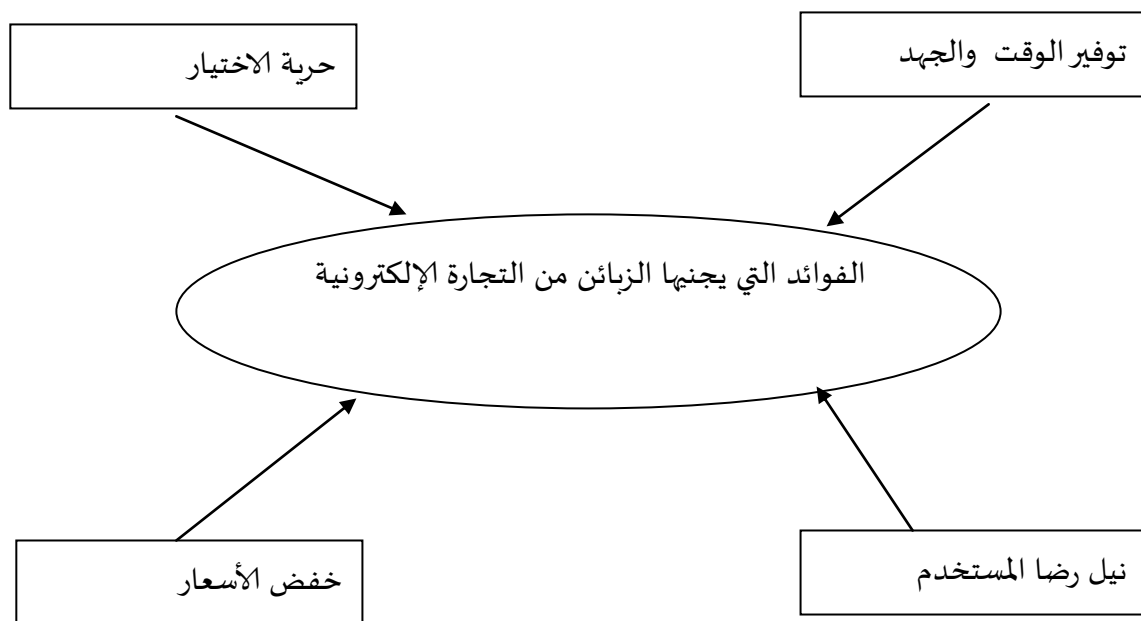 توفير الوقت والجهد
حرية الاختيار
الفوائد التي يجنيها الزبائن من التجارة الإلكترونية
نيل رضا المستخدم
خفض الأسعار